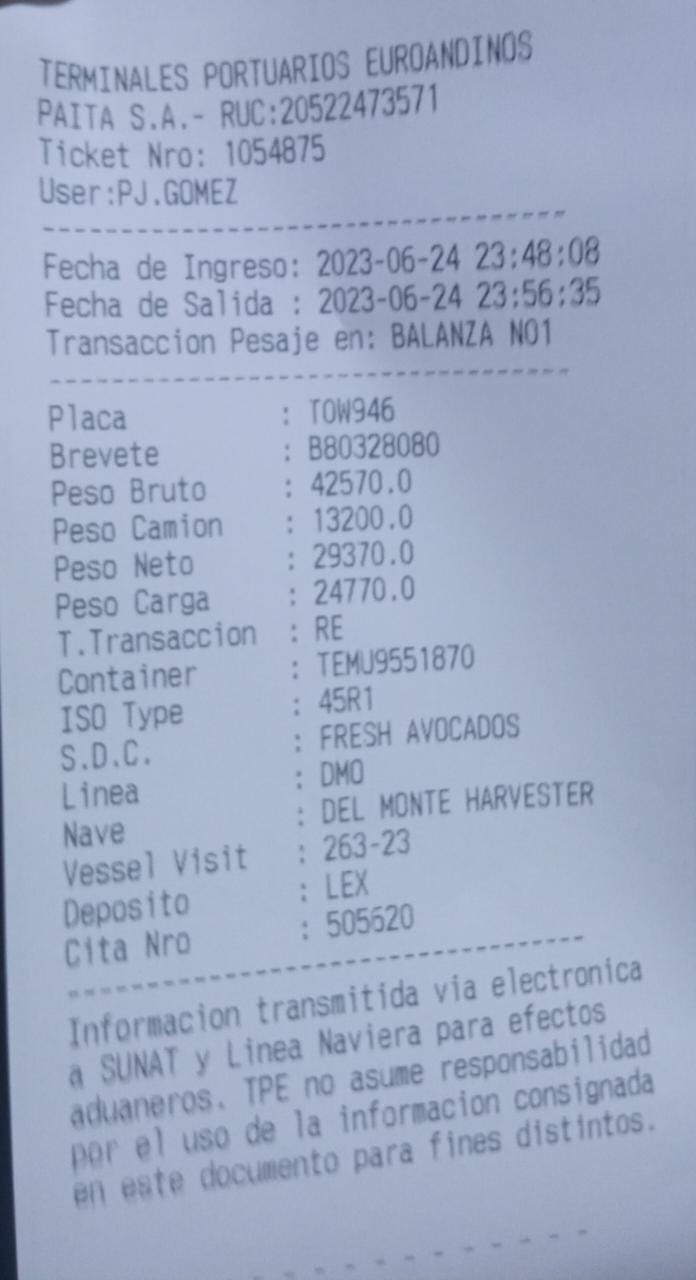 TERMINALES PORTUARIOS EUROANDINOS
PAITA S.A.- RUC:20522473571
Ticket Nro: 1054875
User:PJ.GOMEZ
---------------------------------
Fecha de Ingreso: 2023-06-24 23:48:08
Fecha de Salida : 2023-06-24 23:56:35
Transaccion Pesaje en: BALANZA NO1
---------------------------------
Placa : TOW946
Brevete : B80328080
Peso Bruto : 42570.0
Peso Camion : 13200.0
Peso Neto : 29370.0
Peso Carga : 24770.0
T.Transaccion : RE
Container : TEMU9551870
ISO Type : 45R1
S.D.C. : FRESH AVOCADOS
Linea : DMO
Nave : DEL MONTE HARVESTER
Vessel Visit : 263-23
Deposito : LEX
Cita Nro : 505620
---------------------------------
Informacion transmitida via electronica
a SUNAT y Linea Naviera para efectos
aduaneros. TPE no asume responsabilidad
por el uso de la informacion consignada
en este documento para fines distintos.